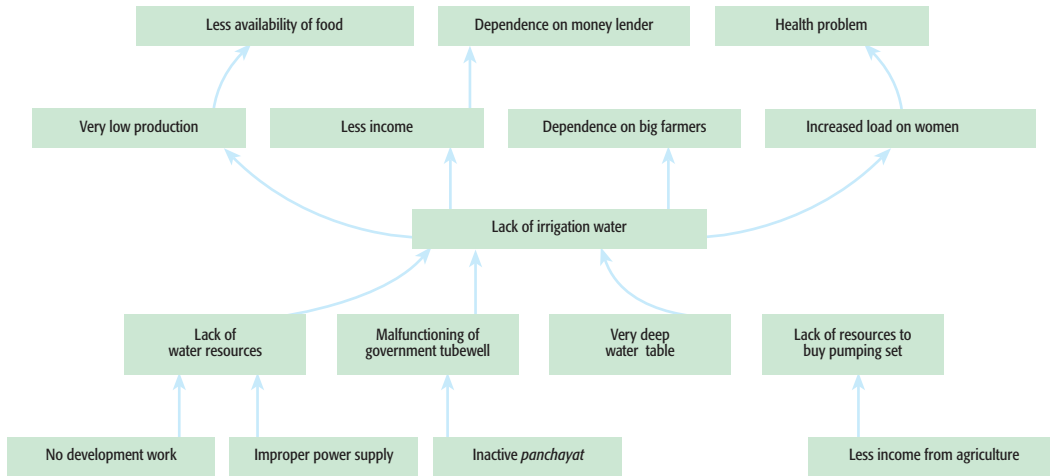 Less availability of food
Dependence on money lender
Health problem
Very low production
Less income
Dependence on big farmers
Increased load on women
Lack of irrigation water
Lack of
water resources
Malfunctioning of
government tubewell
Very deep
water table
Lack of resources to
buy pumping set
No development work
Improper power supply
Inactive panchayat
Less income from agriculture